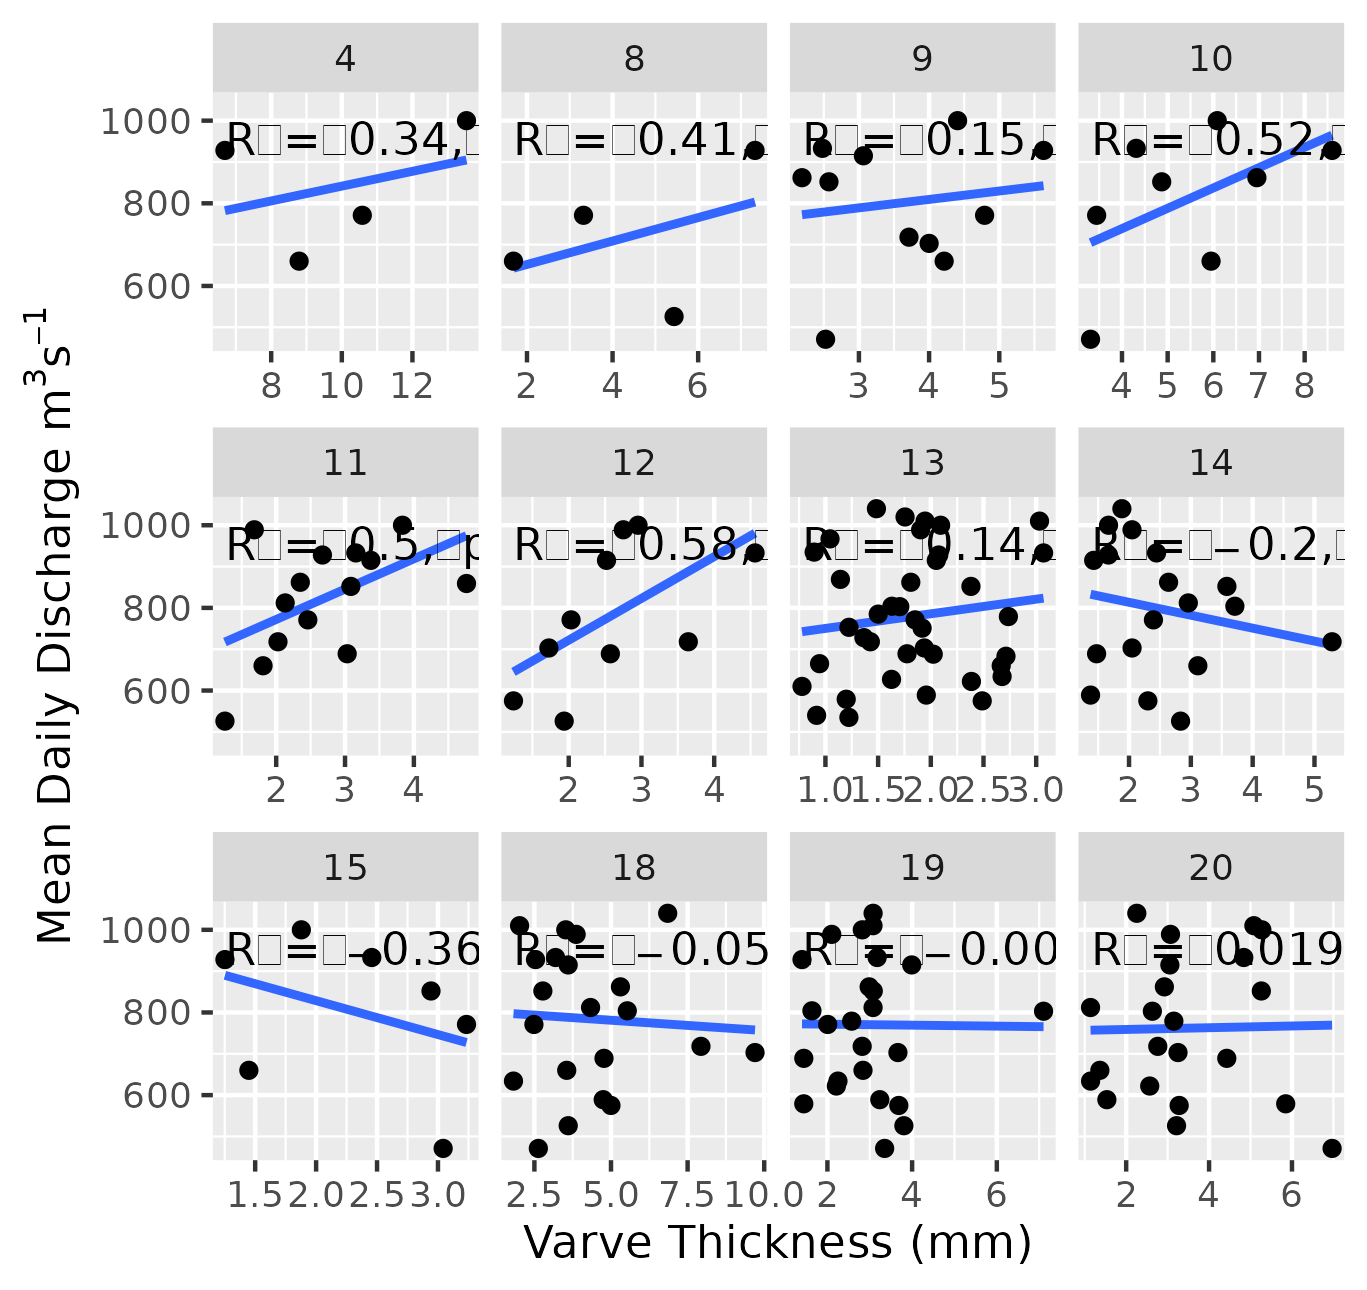 4 8 9 10
1000
R□=□0.34,□ R□=□0.41,□ R□=□0.15,□ R□=□0.52,□
800
600
8 10 12 2 4 6 3 4 5 4 5 6 7 8
11 12 13 14
1000
R□=□0.5,□p R□=□0.58,□ R□=□0.14,□ R□=□−0.2,□
800
600
2 3 4 2 3 4 1.0 1.5 2.0 2.5 3.0 2 3 4 5
15 18 19 20
1000
R□=□−0.36 R□=□−0.05 R□=□−0.00 R□=□0.019
800
600
1.5 2.0 2.5 3.0 2.5 5.0 7.5 10.0 2 4 6 2 4 6
Varve Thickness (mm)
Mean Daily Discharge m³s⁻¹